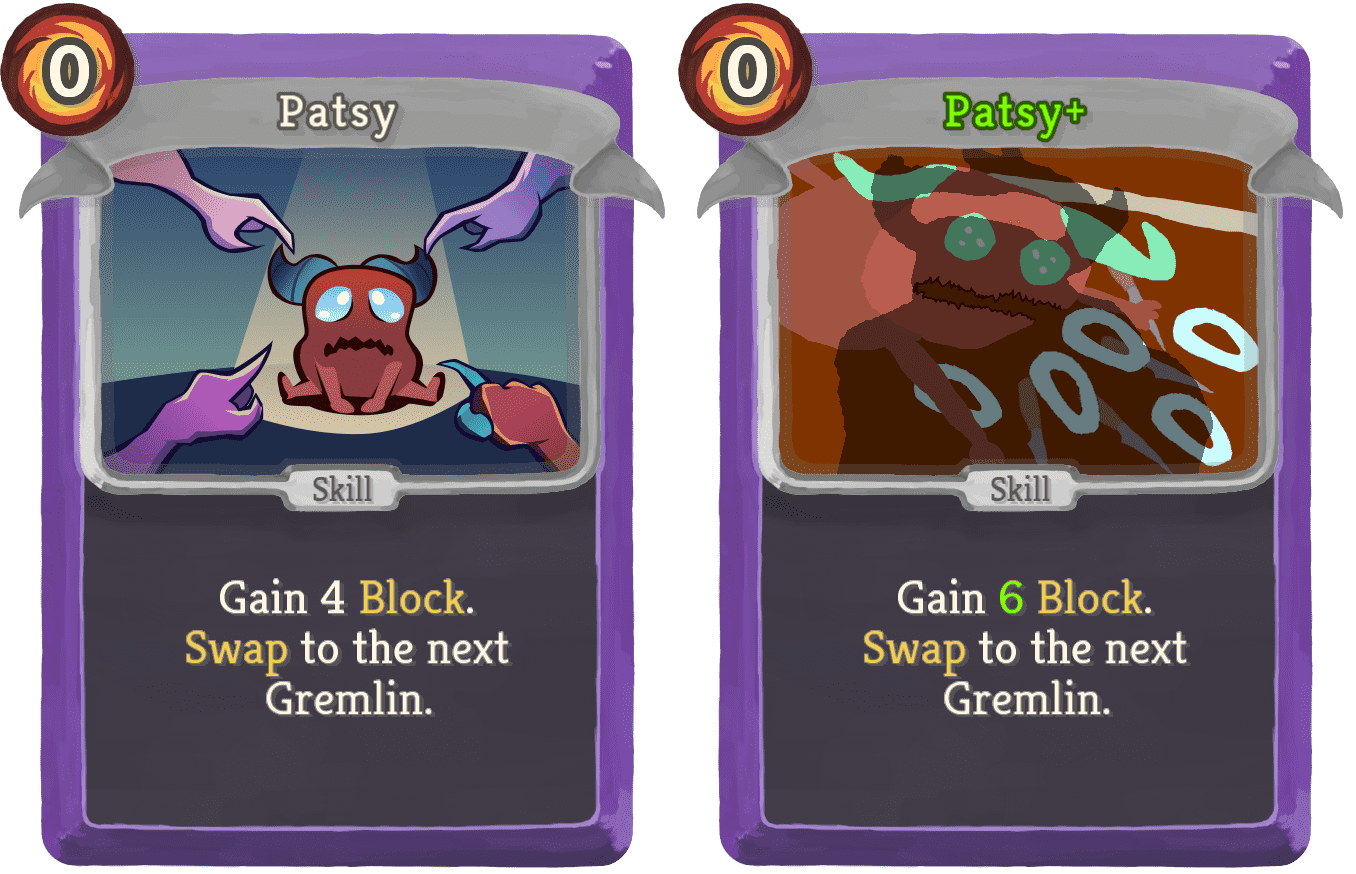 0
Patsy
Skill
Gain 4 Block.
Swap to the next
Gremlin.
0
Patsy+
Skill
Gain 6 Block.
Swap to the next
Gremlin.